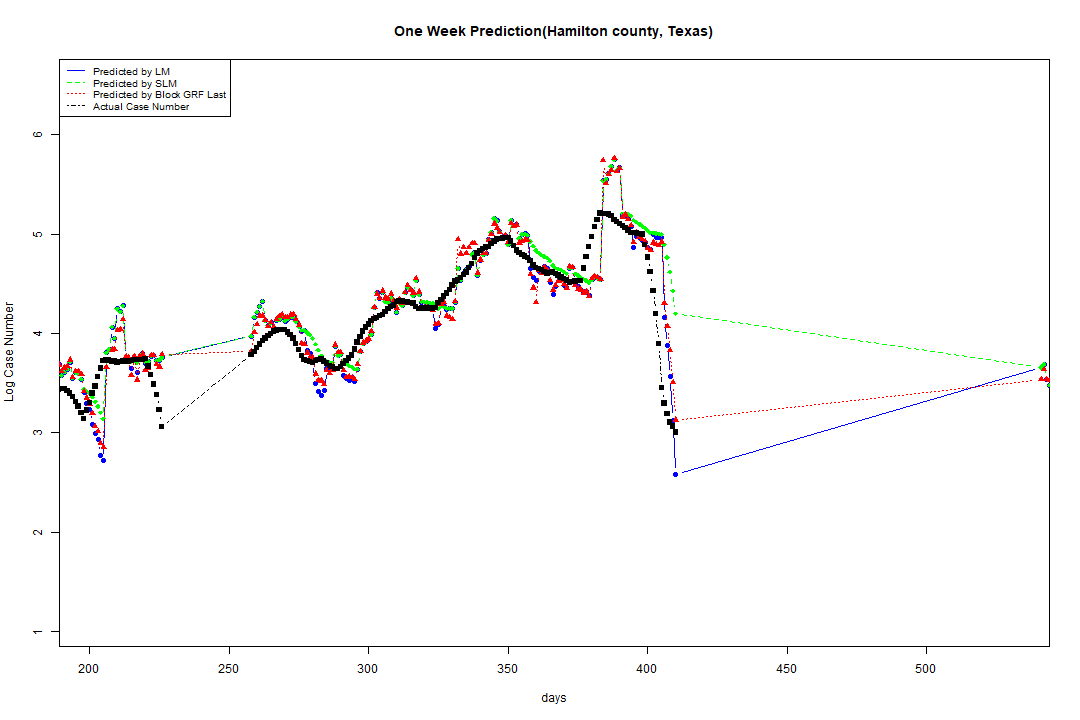 One Week Prediction(Hamilton county, Texas)
Predicted by LM
Predicted by SLM
Predicted by Block GRF Last
Actual Case Number
Log Case Number
6
5
4
3
2
1
200 250 300 350 400 450 500
days